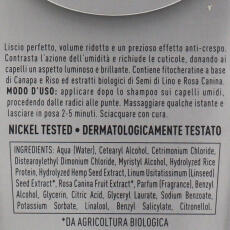 Liscio perfetto, volume ridotto e un prezioso effetto anti-crespo.
Contrasta l'azione dell'umidità e richiude le cuticole, donando ai
capelli un aspetto luminoso e brillante. Contiene fitocheratine a base di
Canapa e Riso ed estratti biologici di Semi di Lino e Rosa Canina.
MODO D'USO: applicare dopo lo shampoo sui capelli umidi,
procedendo dalle radici alle punte. Massaggiare qualche istante e
lasciare in posa 2-5 minuti. Sciacquare con cura.
NICKEL TESTED • DERMATOLOGICAMENTE TESTATO
INGREDIENTS: Aqua [Water], Cetearyl Alcohol, Cetrimonium Chloride,
Distearoylethyl Dimonium Chloride, Myristyl Alcohol, Hydrolyzed Rice
Protein, Hydrolyzed Hemp Seed Extract, Linum Usitatissimum [Linseed]
Seed Extract*, Rosa Canina Fruit Extract*, Parfum [Fragrance], Benzyl
Alcohol, Glycerin, Citric Acid, Glyceryl Laurate, Sodium Benzoate,
Potassium Sorbate, Linalool, Benzyl Salicylate, Citronellol.
*DA AGRICOLTURA BIOLOGICA